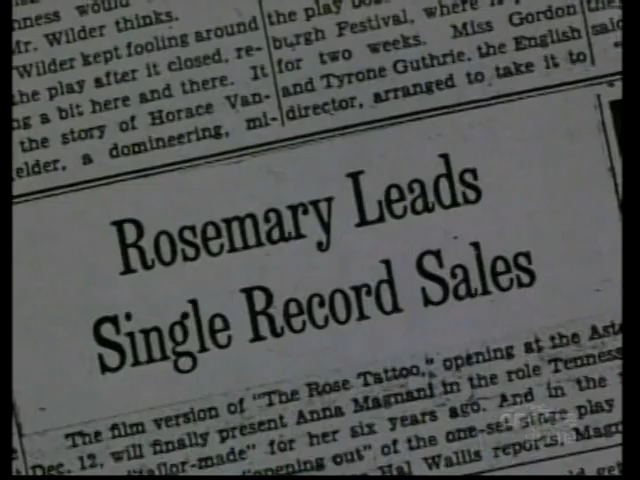 ness would
Mr. Wilder thinks.
Wilder kept fooling around
the play after it closed, re-
ng a bit here and there. It
the story of Horace Van-
elder, a domineering, mi-
the play
burgh Festival, where
for two weeks. Miss Gordon
and Tyrone Guthrie, the English
director, arranged to take it to
said
Rosemary Leads
Single Record Sales
The film version of "The Rose Tattoo," opening at the
Dec. 12, will finally present Anna Magnani in the role Tenness
"tailor-made" for her six years ago. And in the
"opening out" of the one-set stage play
Hal Wallis reports, Magn